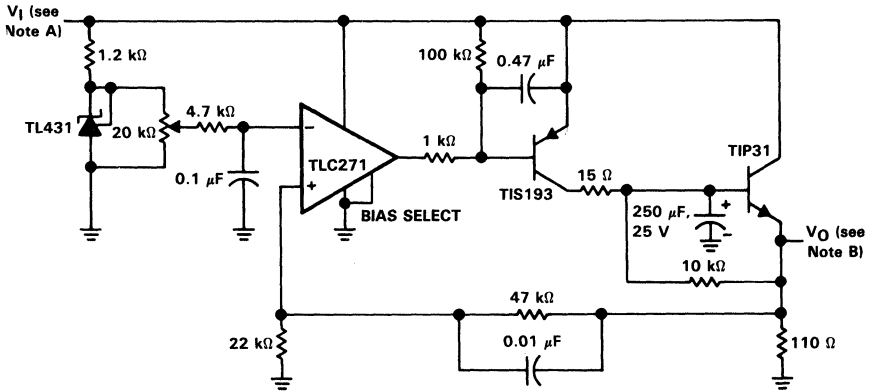 VI (see
Note A)
1.2 kΩ
TL431
20 kΩ
4.7 kΩ
0.1 μF
−
+
TLC271
BIAS SELECT
1 kΩ
100 kΩ
0.47 μF
TIS193
15 Ω
TIP31
250 μF,
25 V
+
−
VO (see
Note B)
10 kΩ
47 kΩ
0.01 μF
22 kΩ
110 Ω